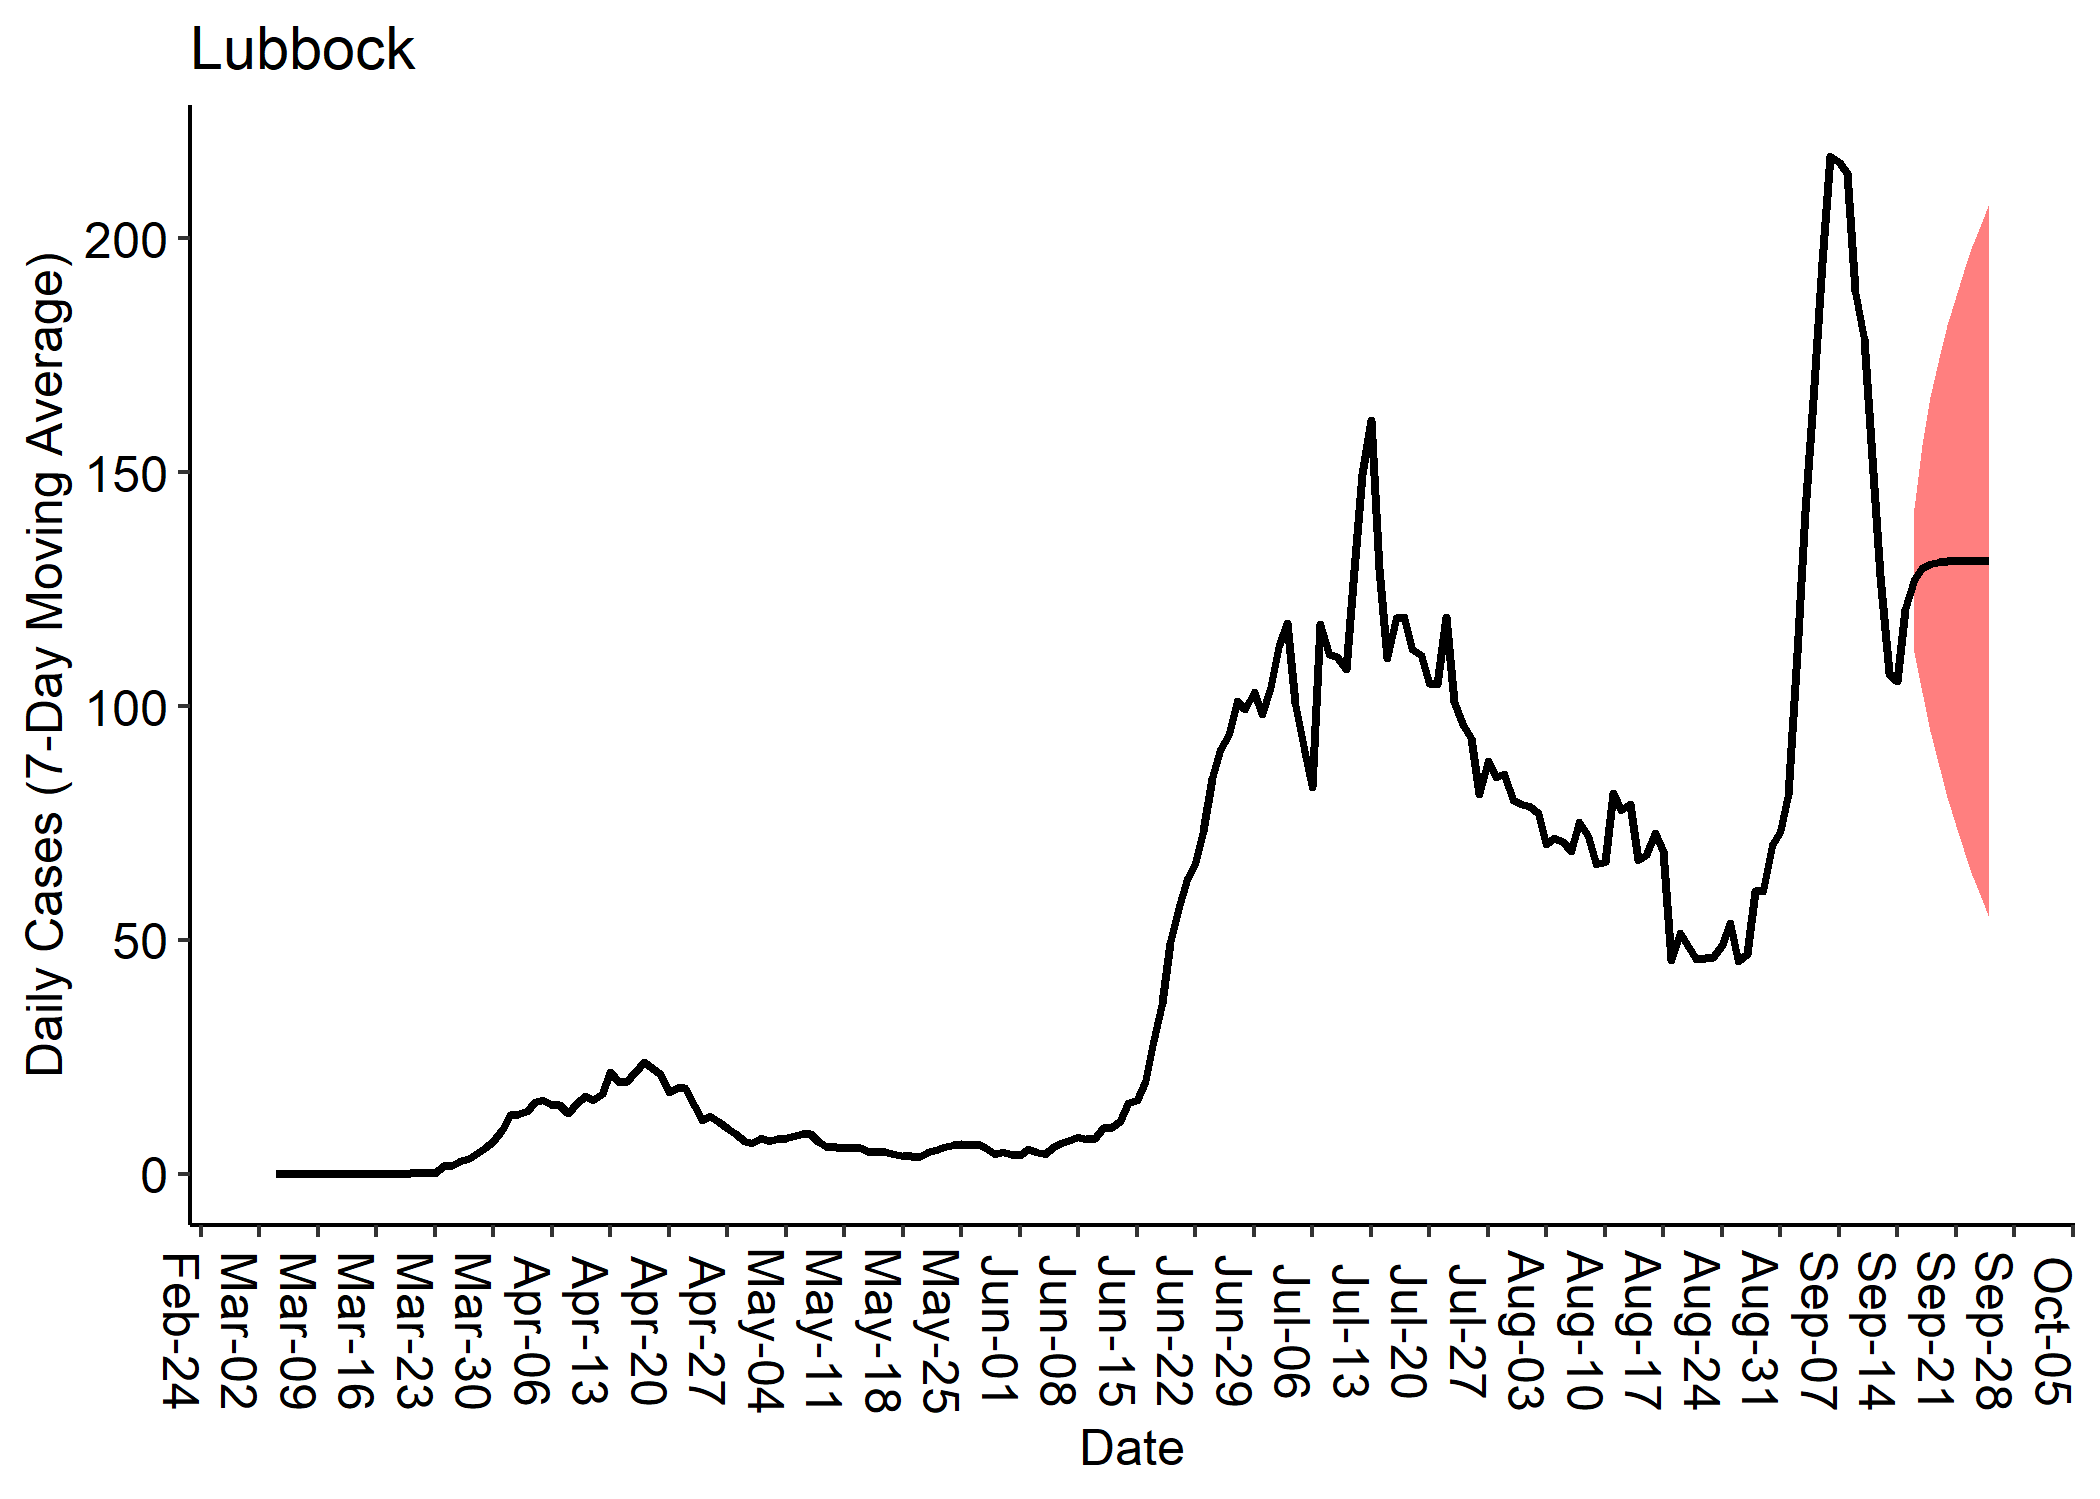 Lubbock
Daily Cases (7-Day Moving Average)
200
150
100
50
0
Feb-24
Mar-02
Mar-09
Mar-16
Mar-23
Mar-30
Apr-06
Apr-13
Apr-20
Apr-27
May-04
May-11
May-18
May-25
Jun-01
Jun-08
Jun-15
Jun-22
Jun-29
Jul-06
Jul-13
Jul-20
Jul-27
Aug-03
Aug-10
Aug-17
Aug-24
Aug-31
Sep-07
Sep-14
Sep-21
Sep-28
Oct-05
Date